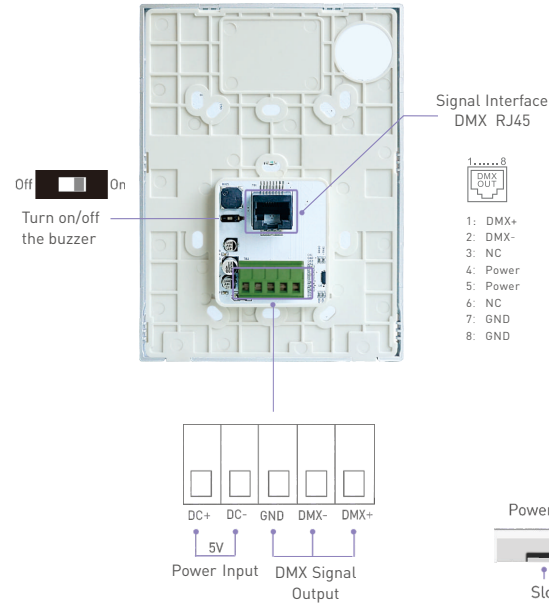 Signal Interface
DMX RJ45
1......8
DMX
OUT
1: DMX+
2: DMX-
3: NC
4: Power
5: Power
6: NC
7: GND
8: GND
Off
On
Turn on/off
the buzzer
DC+ DC- GND DMX- DMX+
5V
Power Input
DMX Signal
Output
Power
Slo